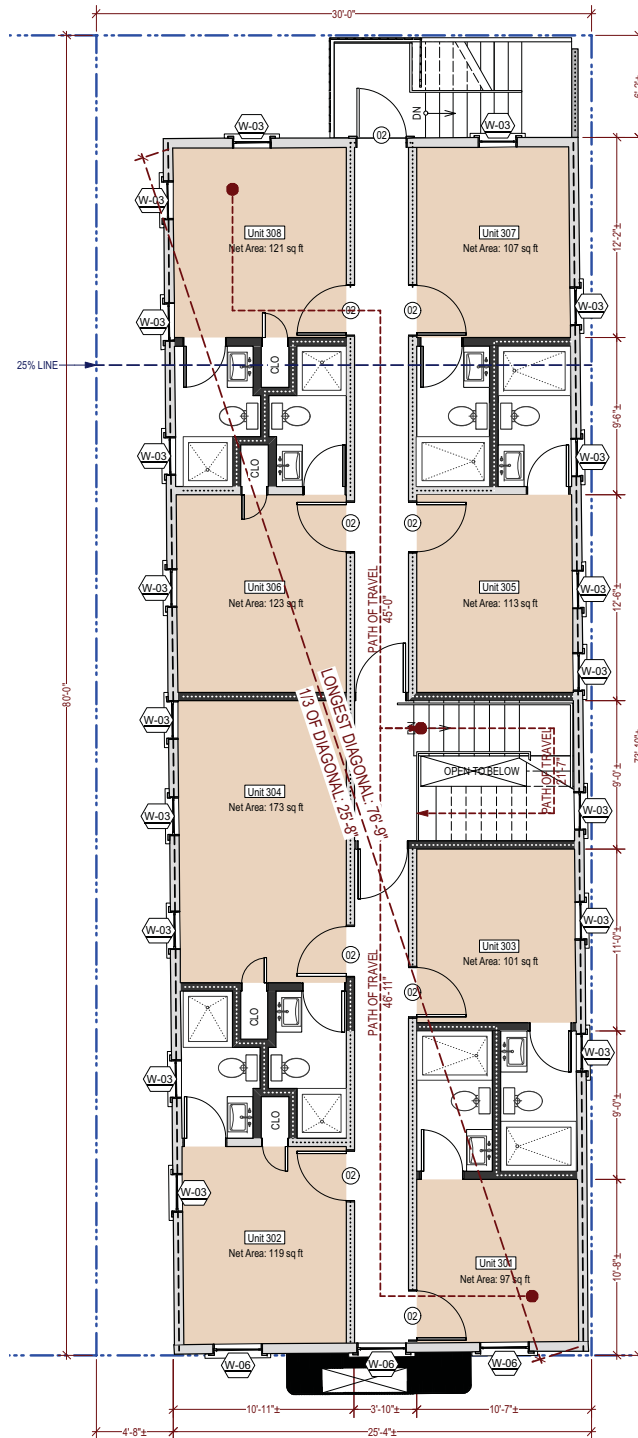 30'-0"
DN
6'-2"±
02
W-03
W-03
W-03
W-03
Unit 308
Net Area: 121 sq ft
Unit 307
Net Area: 107 sq ft
12'-2"±
W-03
02
02
W-03
25% LINE
CLO
CLO
9'-6"±
W-03
W-03
02
02
PATH OF TRAVEL
45'-0"
Unit 306
Net Area: 123 sq ft
Unit 305
Net Area: 113 sq ft
12'-6"±
W-03
W-03
W-03
80'-0"
LONGEST DIAGONAL: 76'-9"
1/3 OF DIAGONAL: 25'-8"
W-03
DN
OPEN TO BELOW
PATH OF TRAVEL
21'-7"
9'-0"±
Unit 304
Net Area: 173 sq ft
W-03
W-03
W-03
W-03
Unit 303
Net Area: 101 sq ft
11'-0"±
02
02
PATH OF TRAVEL
46'-11"
CLO
W-03
W-03
9'-0"±
CLO
02
W-03
Unit 302
Net Area: 119 sq ft
Unit 301
Net Area: 97 sq ft
10'-8"±
02
W-06
W-06
W-06
10'-11"±
3'-10"±
10'-7"±
4'-8"±
25'-4"±